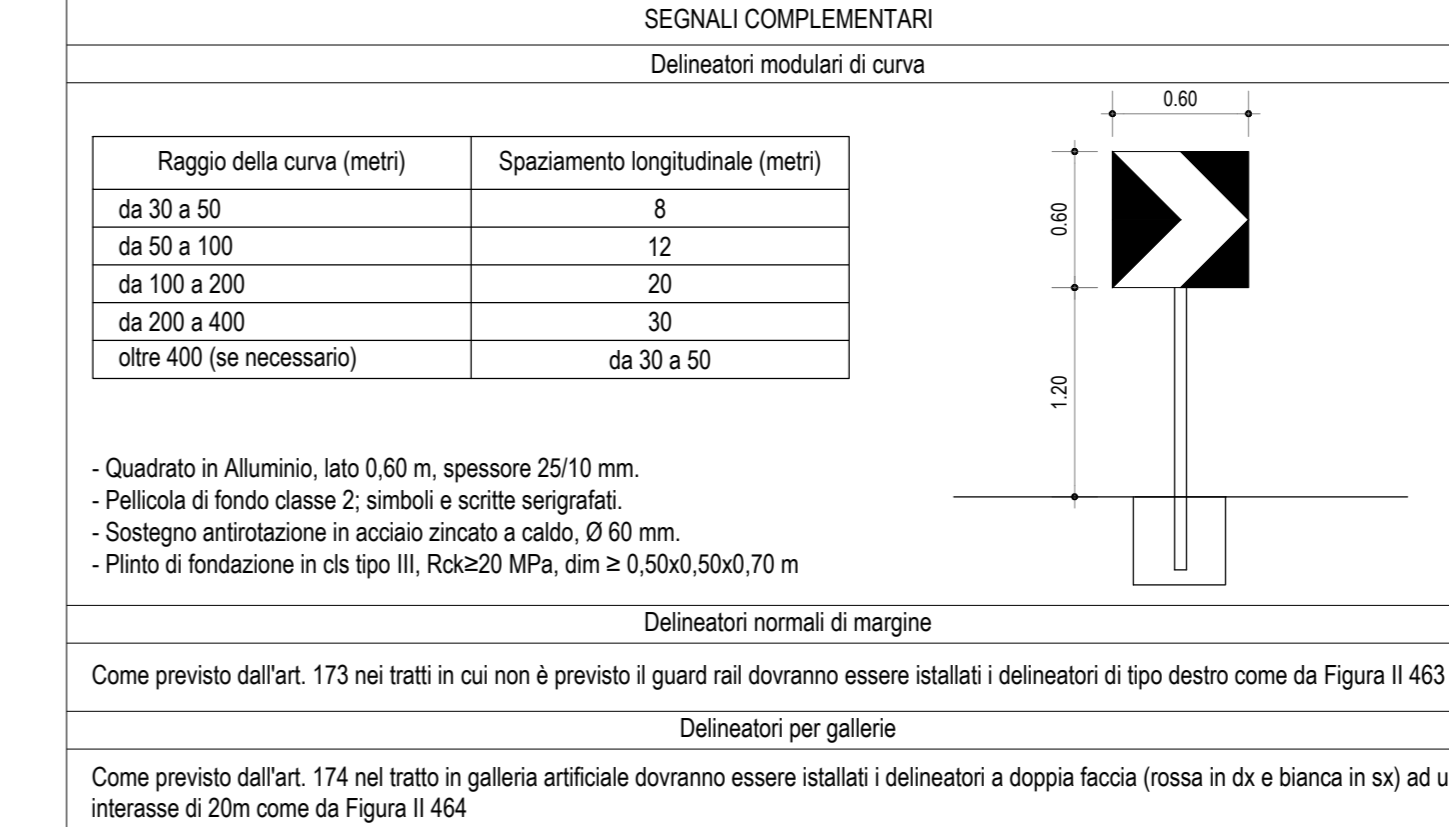 SEGNALI COMPLEMENTARI
Delineatori modulari di curva
Raggio della curva (metri) Spaziamento longitudinale (metri)
da 30 a 50 8
da 50 a 100 12
da 100 a 200 20
da 200 a 400 30
oltre 400 (se necessario) da 30 a 50
0.60
0.60
1.20
- Quadrato in Alluminio, lato 0,60 m, spessore 25/10 mm.
- Pellicola di fondo classe 2; simboli e scritte serigrafati.
- Sostegno antirotazione in acciaio zincato a caldo, Ø 60 mm.
- Plinto di fondazione in cls tipo III, Rck≥20 MPa, dim ≥ 0,50x0,50x0,70 m
Delineatori normali di margine
Come previsto dall'art. 173 nei tratti in cui non è previsto il guard rail dovranno essere istallati i delineatori di tipo destro come da Figura II 463
Delineatori per gallerie
Come previsto dall'art. 174 nel tratto in galleria artificiale dovranno essere istallati i delineatori a doppia faccia (rossa in dx e bianca in sx) ad
interasse di 20m come da Figura II 464